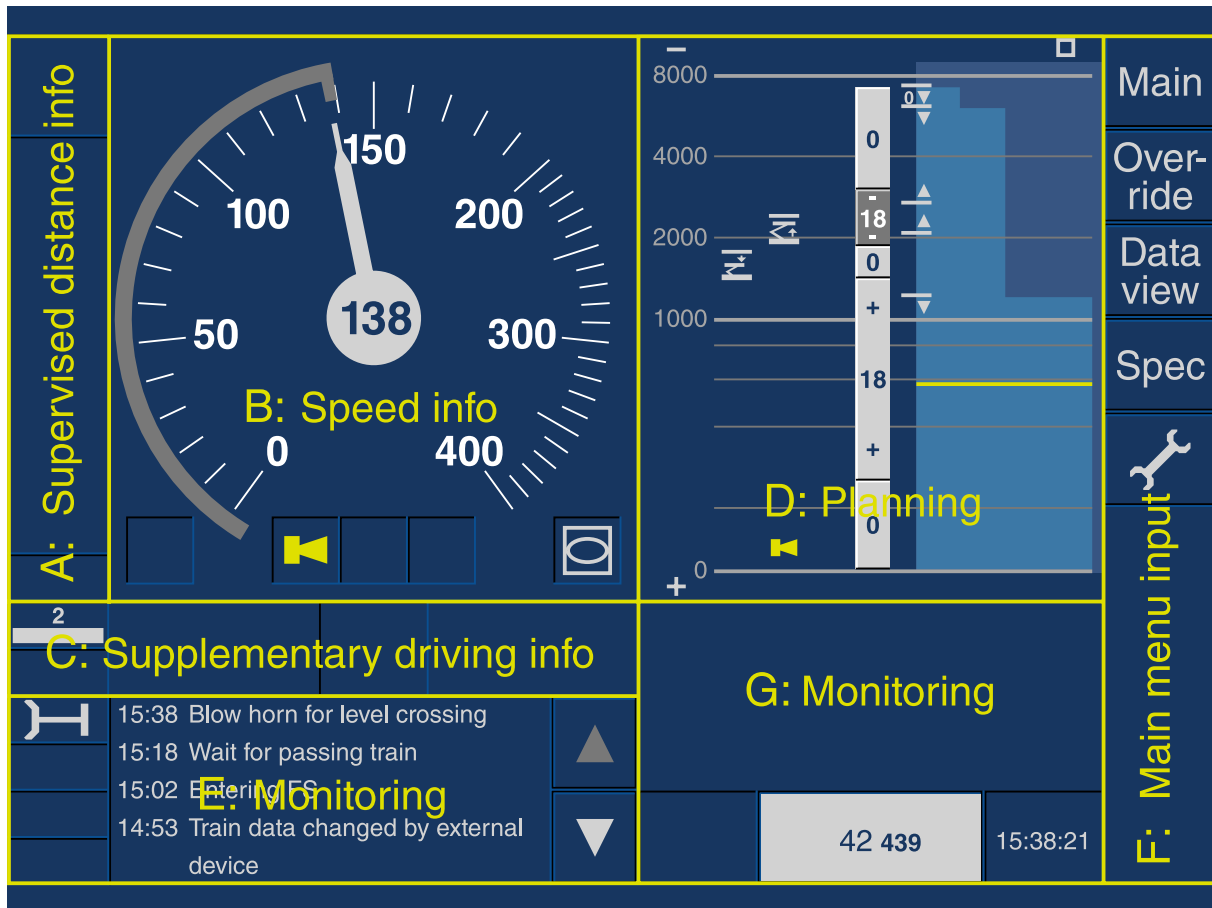 A: Supervised distance info
150
100
200
138
50
300
B: Speed info
0
400
8000
4000
2000
1000
0
0
0
-
18
-
0
+
18
+
0
D: Planning
Main
Over-
ride
Data
view
Spec
F: Main menu input
2
C: Supplementary driving info
15:38 Blow horn for level crossing
15:18 Wait for passing train
15:02 Entering FS
14:53 Train data changed by external
device
E: Monitoring
G: Monitoring
42 439
15:38:21